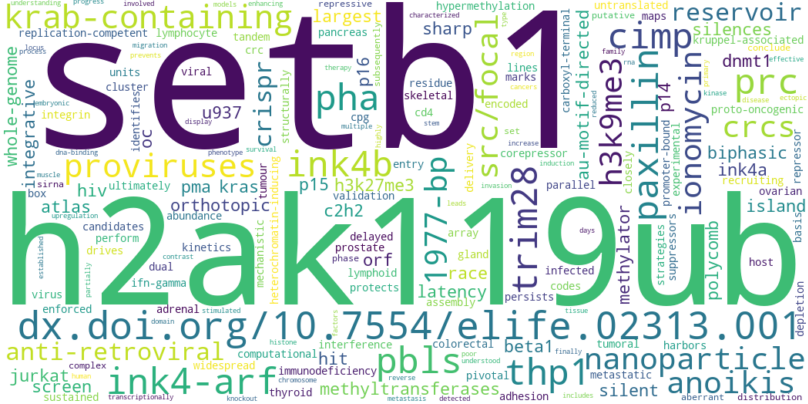 krab-containing
hypermethylation
understanding
progress
models
enhancing
involved
repressive
untranslated
reservoir
replication-competent
lymphocyte
tandem
largest
sharp
putative
maps
cimp
silences
kruppel-associated
conclude
setb1
whole-genome
integrative
crc
pancreas
units
viral
p16
locus
process
migration
prevents
therapy
subsequently
cluster
identifies
u937
crispr
structurally
pha
residue
skeletal
src/focal
lines
marks
encoded
carboxyl-terminal
au-motif-directed
h3k9me3
rna
family
region
cancers
dnmt1
effective
prc
p14
proto-oncogenic
crcs
integrin
oc
embryonic
display
cpg
multiple
cd4
stem
highly
set
corepressor
reduced
kinase
disease
ectopic
primary
dna-binding
phenotype
survival
proviruses
ink4b
entry
delivery
increase
induction
paxillin
promoter-bound
experimental
ionomycin
biphasic
ink4a
repressor
muscle
sirna
hiv
pma
kras
p15
h3k27me3
invasion
trim28
closely
recruiting
ovarian
box
ultimately
tumour
orthotopic
heterochromatin-inducing
validation
1977-bp
leads
parallel
strategies
suppressors
island
atlas
abundance
c2h2
array
methylator
polycomb
basis
upregulation
candidates
perform
kinetics
mechanistic
prostate
delayed
orf
gland
race
infected
days
host
h2ak119ub
established
partially
drives
contrast
dual
phase
lymphoid
latency
codes
virus
ifn-gamma
protects
assembly
persists
harbors
enforced
adrenal
domain
stimulated
factors
tissue
depletion
dx.doi.org/10.7554/elife.02313.001
anti-retroviral
histone
interference
colorectal
beta1
tumoral
finally
widespread
computational
hit
pbls
poor
understood
thp1
nanoparticle
jurkat
complex
human
immunodeficiency
pivotal
metastatic
silent
anoikis
screen
ink4-arf
chromosome
reverse
methyltransferases
sustained
transcriptionally
knockout
thyroid
metastasis
detected
adhesion
includes
aberrant
distribution
characterized
type